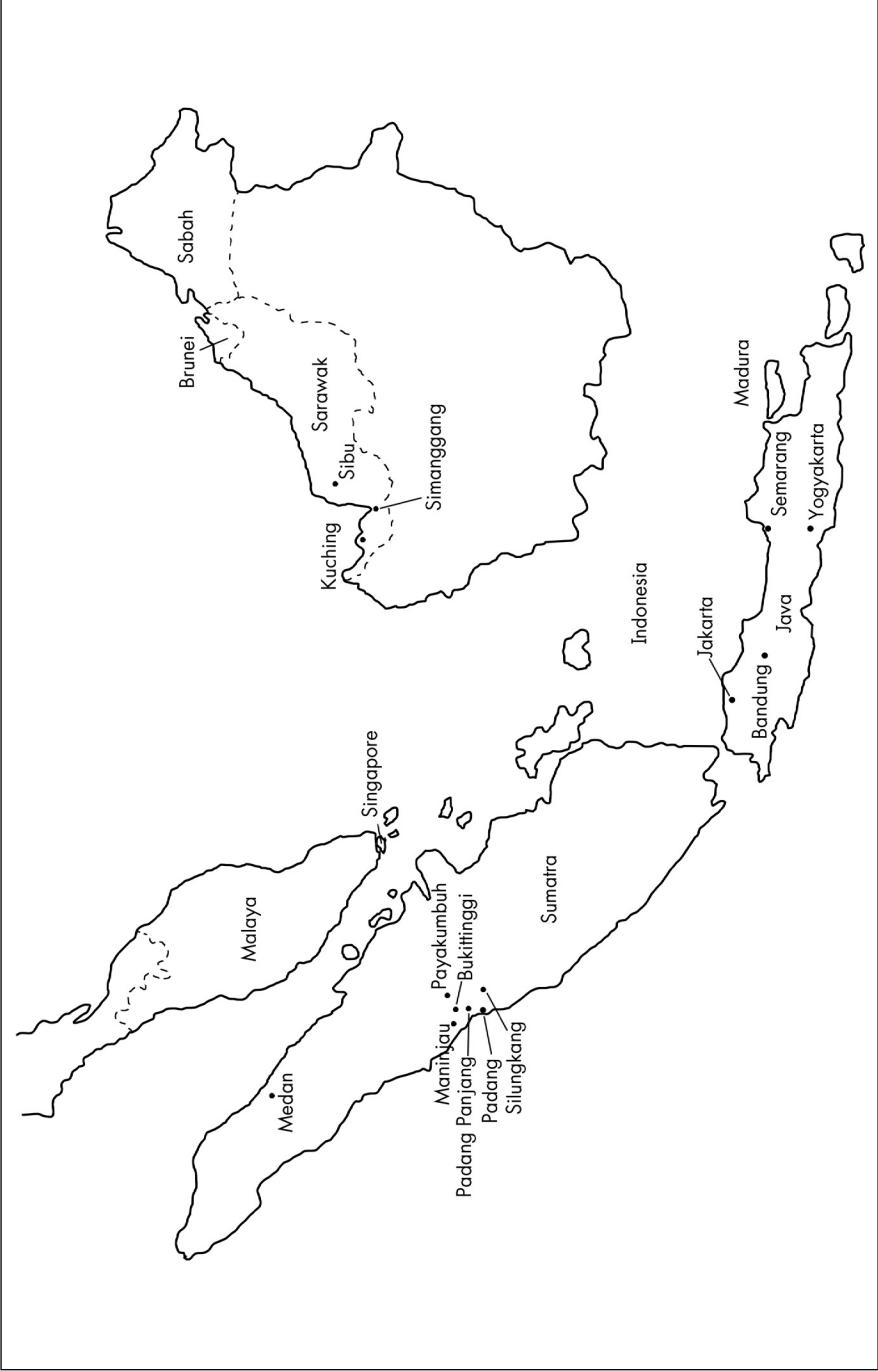 Sabah
Brunei
Sarawak
Sibu
Simanggang
Kuching
Singapore
Malaya
Medan
Payakumbuh
Bukittinggi
Maninjau
Padang Panjang
Padang
Silungkang
Sumatra
Indonesia
Jakarta
Bandung
Java
Semarang
Yogyakarta
Madura